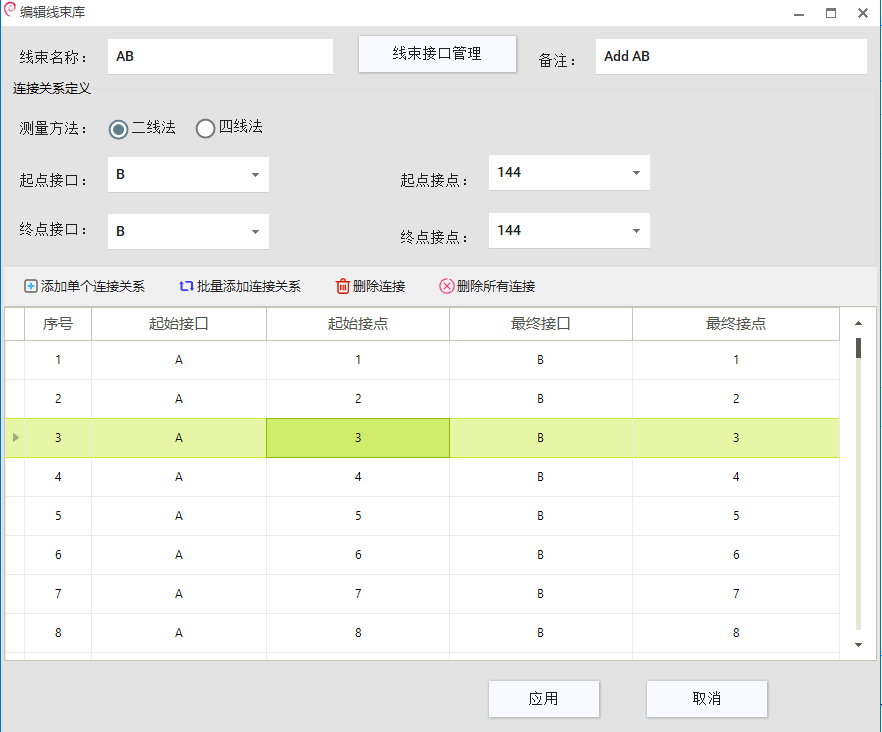 编辑线束库
线束名称： AB 线束接口管理 备注： Add AB
连接关系定义
测量方法： 二线法 四线法
起点接口： B 起点接点： 144
终点接口： B 终点接点： 144
添加单个连接关系 批量添加连接关系 删除连接 删除所有连接
序号 起始接口 起始接点 最终接口 最终接点
1 A 1 B 1
2 A 2 B 2
3 A 3 B 3
4 A 4 B 4
5 A 5 B 5
6 A 6 B 6
7 A 7 B 7
8 A 8 B 8
应用 取消